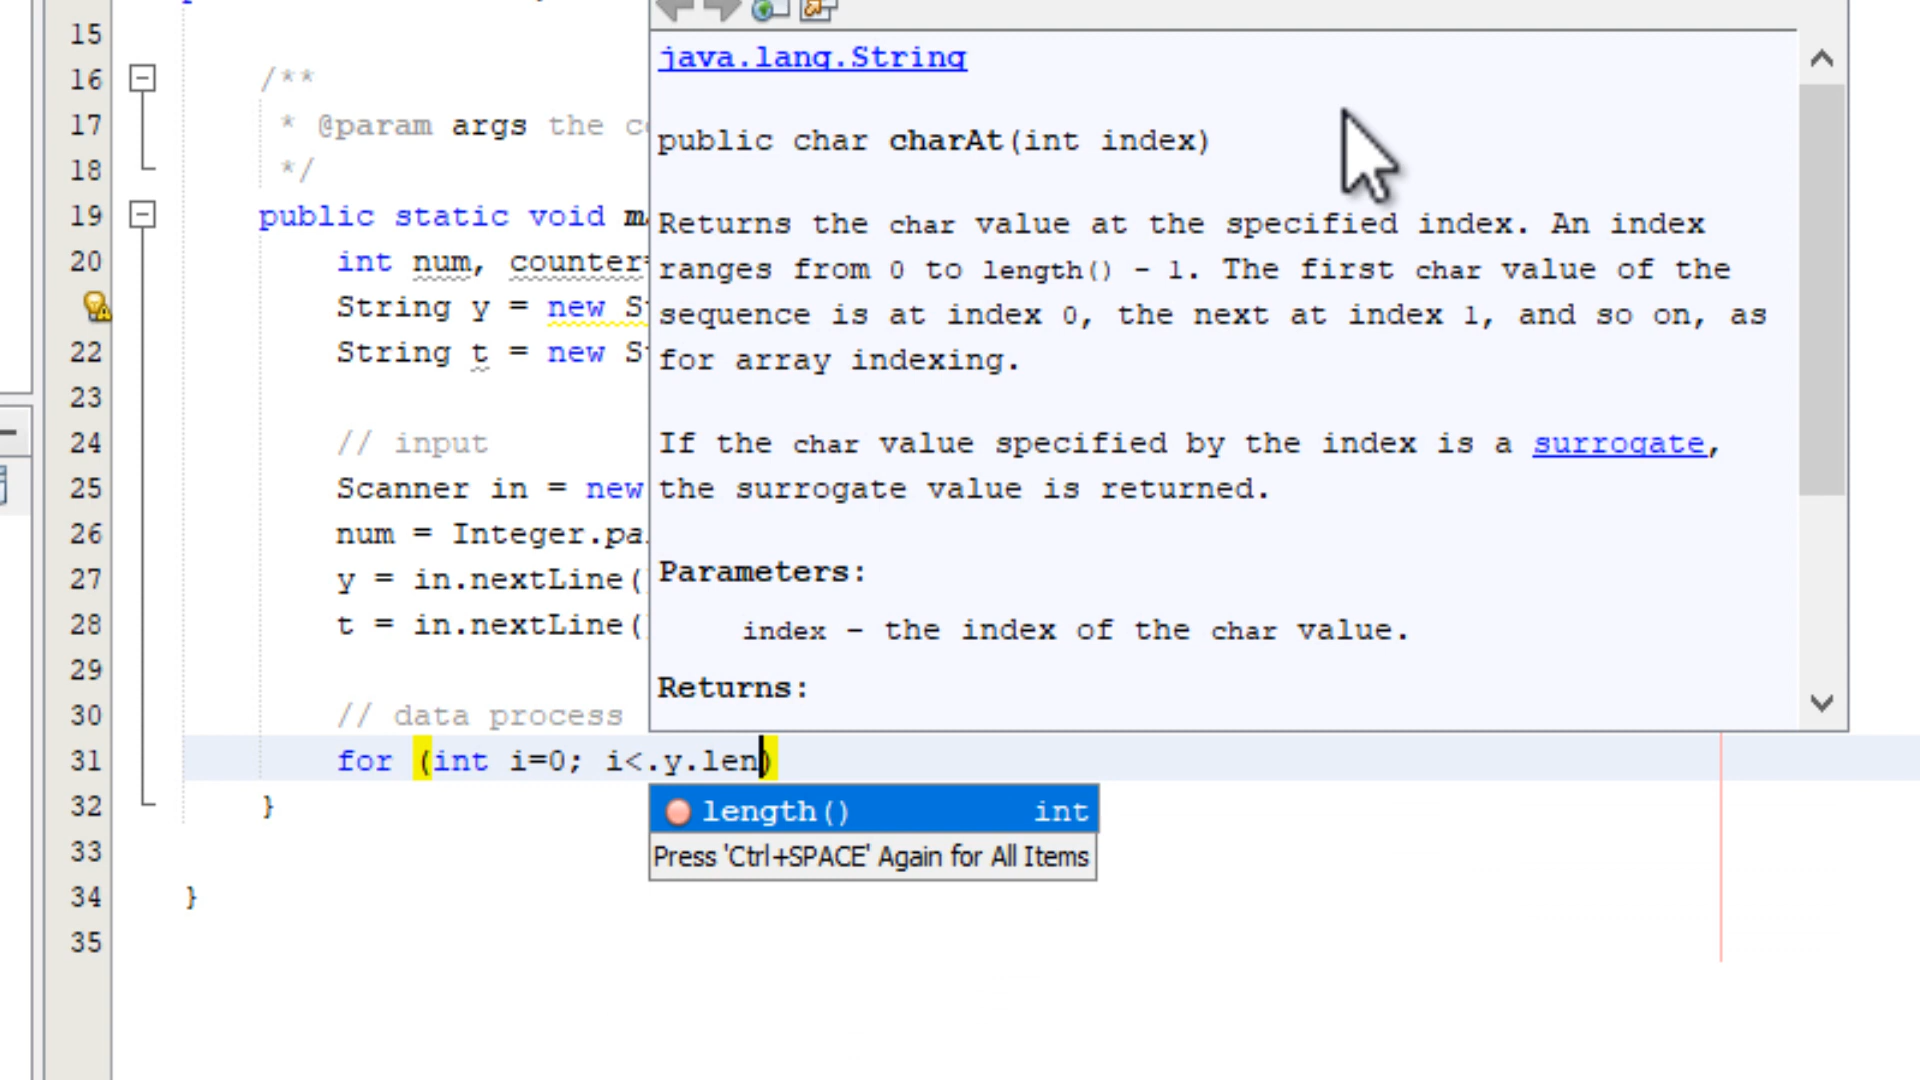 15
16 /**
17 * @param args the c
18 */
19 public static void m
20 int num, counter=
String y = new S
22 String t = new S
23
24 // input
25 Scanner in = new
26 num = Integer.pa
27 y = in.nextLine(
28 t = in.nextLine(
29
30 // data process
31 for (int i=0; i<.y.len)
32 }
33
34 }
35
java.lang.String
public char charAt(int index)
Returns the char value at the specified index. An index
ranges from 0 to length() - 1. The first char value of the
sequence is at index 0, the next at index 1, and so on, as
for array indexing.
If the char value specified by the index is a surrogate,
the surrogate value is returned.
Parameters:
index - the index of the char value.
Returns:
length() int
Press 'Ctrl+SPACE' Again for All Items